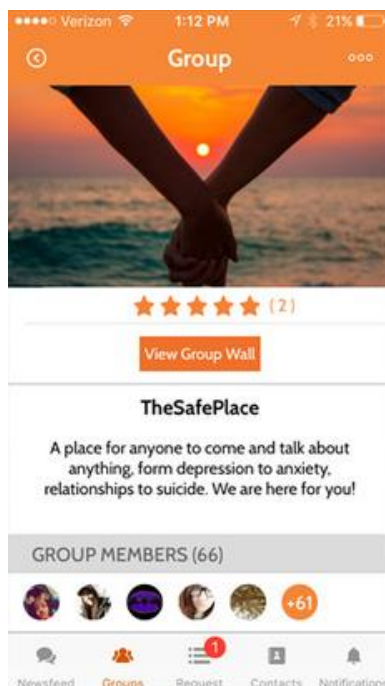 Verizon 1:12 PM 21%
Group
(2)
View Group Wall
TheSafePlace
A place for anyone to come and talk about
anything, form depression to anxiety,
relationships to suicide. We are here for you!
GROUP MEMBERS (66)
+61
1
Newsfeed Groups Request Contacts Notifications